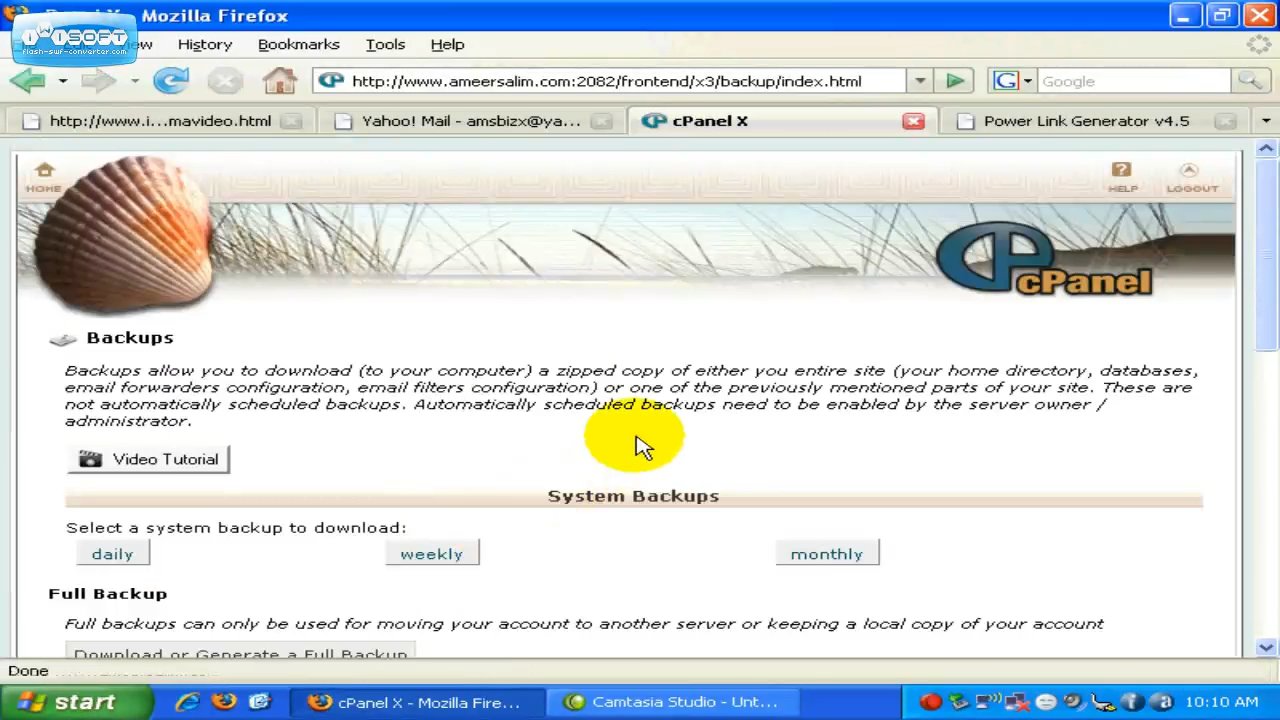 Mozilla Firefox
iWiSOFT
flash-swf-converter.com
View
History
Bookmarks
Tools
Help
http://www.ameersalim.com:2082/frontend/x3/backup/index.html
G
Google
http://www.i...mavideo.html
Yahoo! Mail - amsbizx@ya...
cPanel X
Power Link Generator v4.5
HOME
HELP
LOGOUT
cPanel
Backups
Backups allow you to download (to your computer) a zipped copy of either you entire site (your home directory, databases,
email forwarders configuration, email filters configuration) or one of the previously mentioned parts of your site. These are
not automatically scheduled backups. Automatically scheduled backups need to be enabled by the server owner /
administrator.
Video Tutorial
System Backups
Select a system backup to download:
daily
weekly
monthly
Full Backup
Full backups can only be used for moving your account to another server or keeping a local copy of your account
Download or Generate a Full Backup
Done
start
cPanel X - Mozilla Fire...
Camtasia Studio - Unt...
10:10 AM